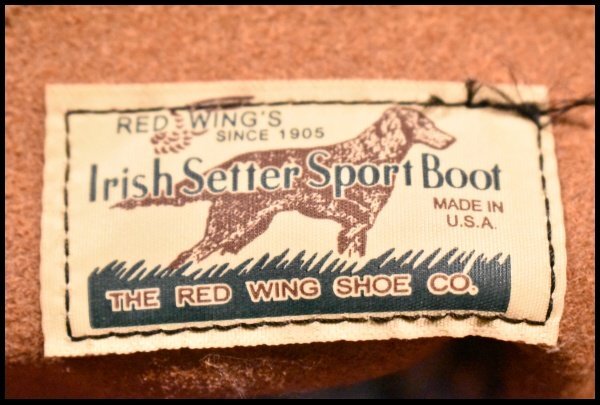 RED WING'S
SINCE 1905
Irish Setter Sport Boot
MADE IN
U.S.A.
THE RED WING SHOE CO.